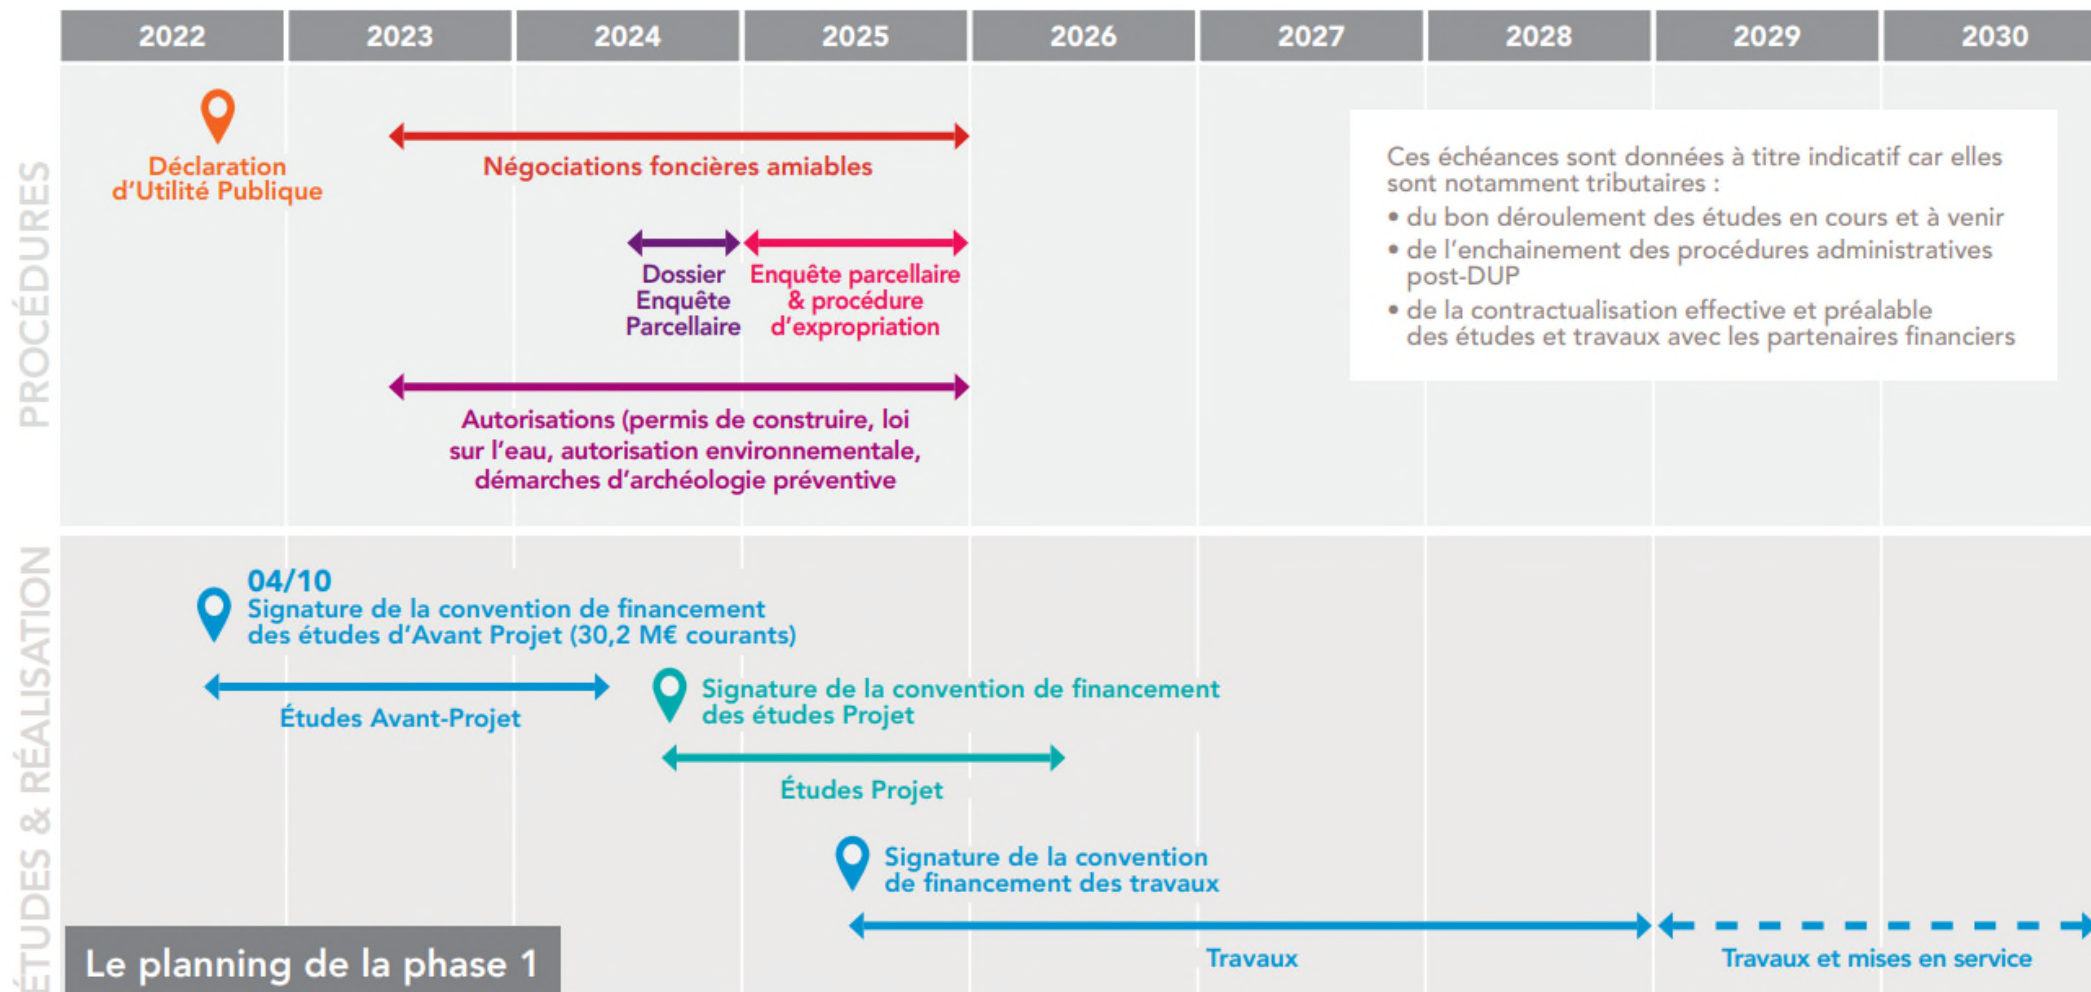 2022 2023 2024 2025 2026 2027 2028 2029 2030
PROCÉDURES
Déclaration
d'Utilité Publique
Négociations foncières amiables
Dossier
Enquête
Parcellaire
Enquête parcellaire
& procédure
d'expropriation
Autorisations (permis de construire, loi
sur l'eau, autorisation environnementale,
démarches d'archéologie préventive
Ces échéances sont données à titre indicatif car elles
sont notamment tributaires :
• du bon déroulement des études en cours et à venir
• de l'enchainement des procédures administratives
post-DUP
• de la contractualisation effective et préalable
des études et travaux avec les partenaires financiers
ÉTUDES & RÉALISATION
04/10
Signature de la convention de financement
des études d'Avant Projet (30,2 M€ courants)
Études Avant-Projet
Signature de la convention de financement
des études Projet
Études Projet
Signature de la convention
de financement des travaux
Travaux
Travaux et mises en service
Le planning de la phase 1